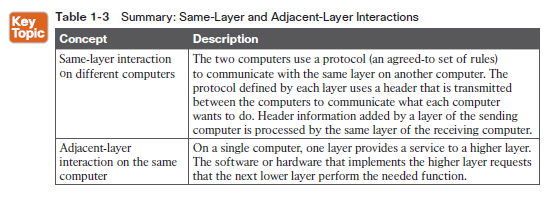 Key Topic
Table 1-3 Summary: Same-Layer and Adjacent-Layer Interactions
Concept Description
Same-layer interaction on different computers
The two computers use a protocol (an agreed-to set of rules)
to communicate with the same layer on another computer. The
protocol defined by each layer uses a header that is transmitted
between the computers to communicate what each computer
wants to do. Header information added by a layer of the sending
computer is processed by the same layer of the receiving computer.
Adjacent-layer
interaction on the same
computer
On a single computer, one layer provides a service to a higher layer.
The software or hardware that implements the higher layer requests
that the next lower layer perform the needed function.